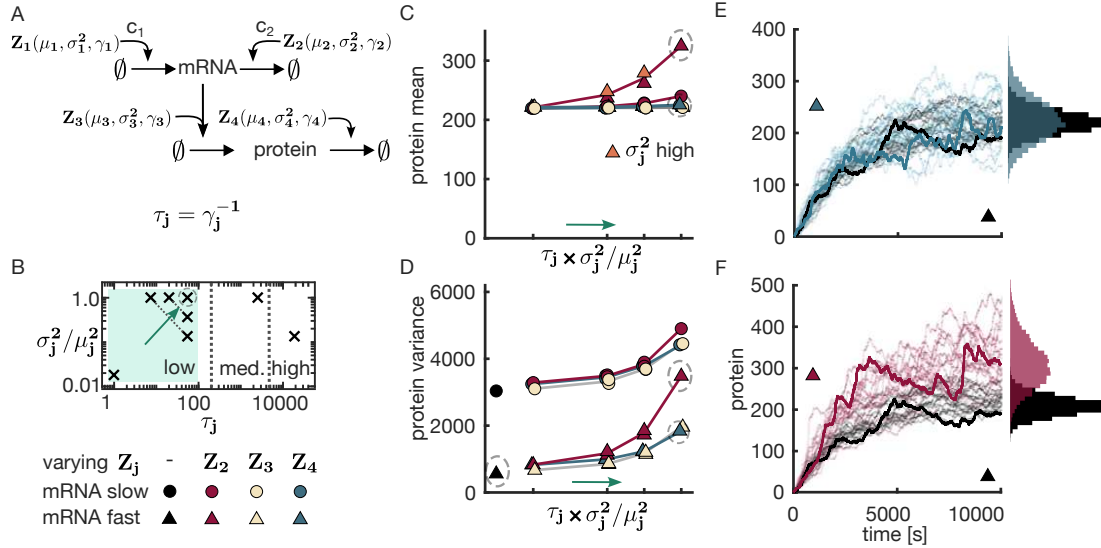 A
c₁ c₂
Z₁(μ₁, σ₁², γ₁) Z₂(μ₂, σ₂², γ₂)
∅ mRNA ∅
Z₃(μ₃, σ₃², γ₃) Z₄(μ₄, σ₄², γ₄)
∅ protein ∅
τⱼ = γⱼ⁻¹
B
1.0
σⱼ²/μⱼ²
low med. high
0.01
1 100 10000
τⱼ
varying Zⱼ - Z₂ Z₃ Z₄
mRNA slow
mRNA fast
C
300
200
100
0
protein mean
σⱼ² high
τⱼ × σⱼ²/μⱼ²
D
6000
4000
2000
0
protein variance
τⱼ × σⱼ²/μⱼ²
E
400
300
200
100
0
0 5000 10000
F
500
400
300
200
100
0
protein
0 5000 10000
time [s]